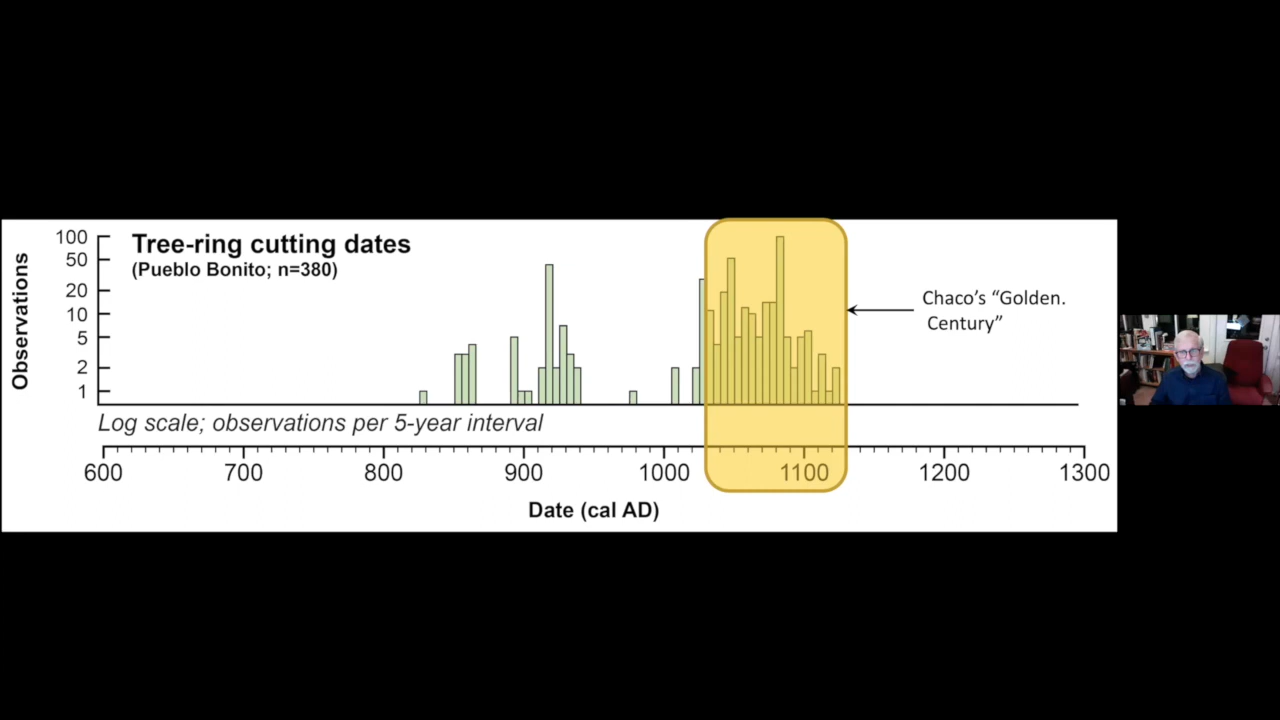 Tree-ring cutting dates
(Pueblo Bonito; n=380)
Observations
100
50
20
10
5
2
1
Chaco’s “Golden.
Century”
Log scale; observations per 5-year interval
600 700 800 900 1000 1100 1200 1300
Date (cal AD)